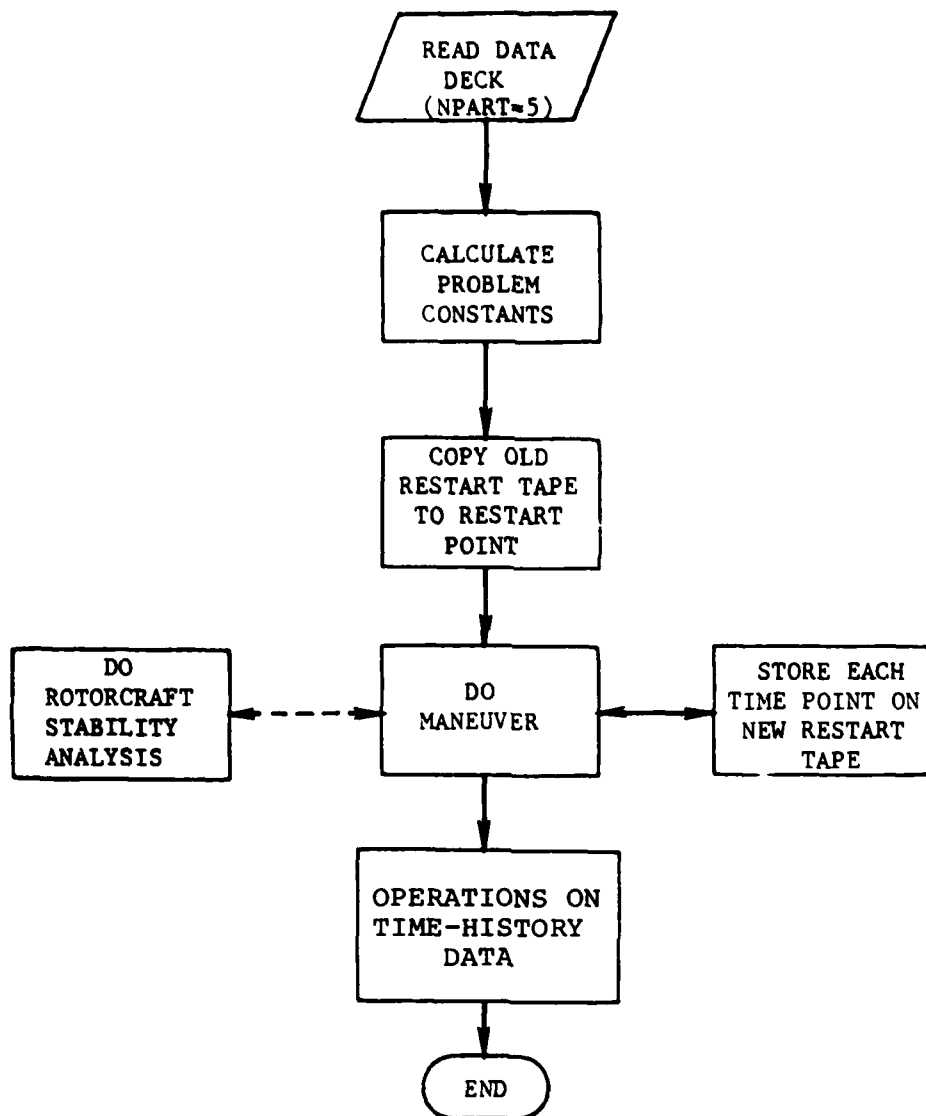 READ DATA
DECK
(NPART=5)
CALCULATE
PROBLEM
CONSTANTS
COPY OLD
RESTART TAPE
TO RESTART
POINT
DO
ROTORCRAFT
STABILITY
ANALYSIS
DO
MANEUVER
STORE EACH
TIME POINT ON
NEW RESTART
TAPE
OPERATIONS ON
TIME-HISTORY
DATA
END